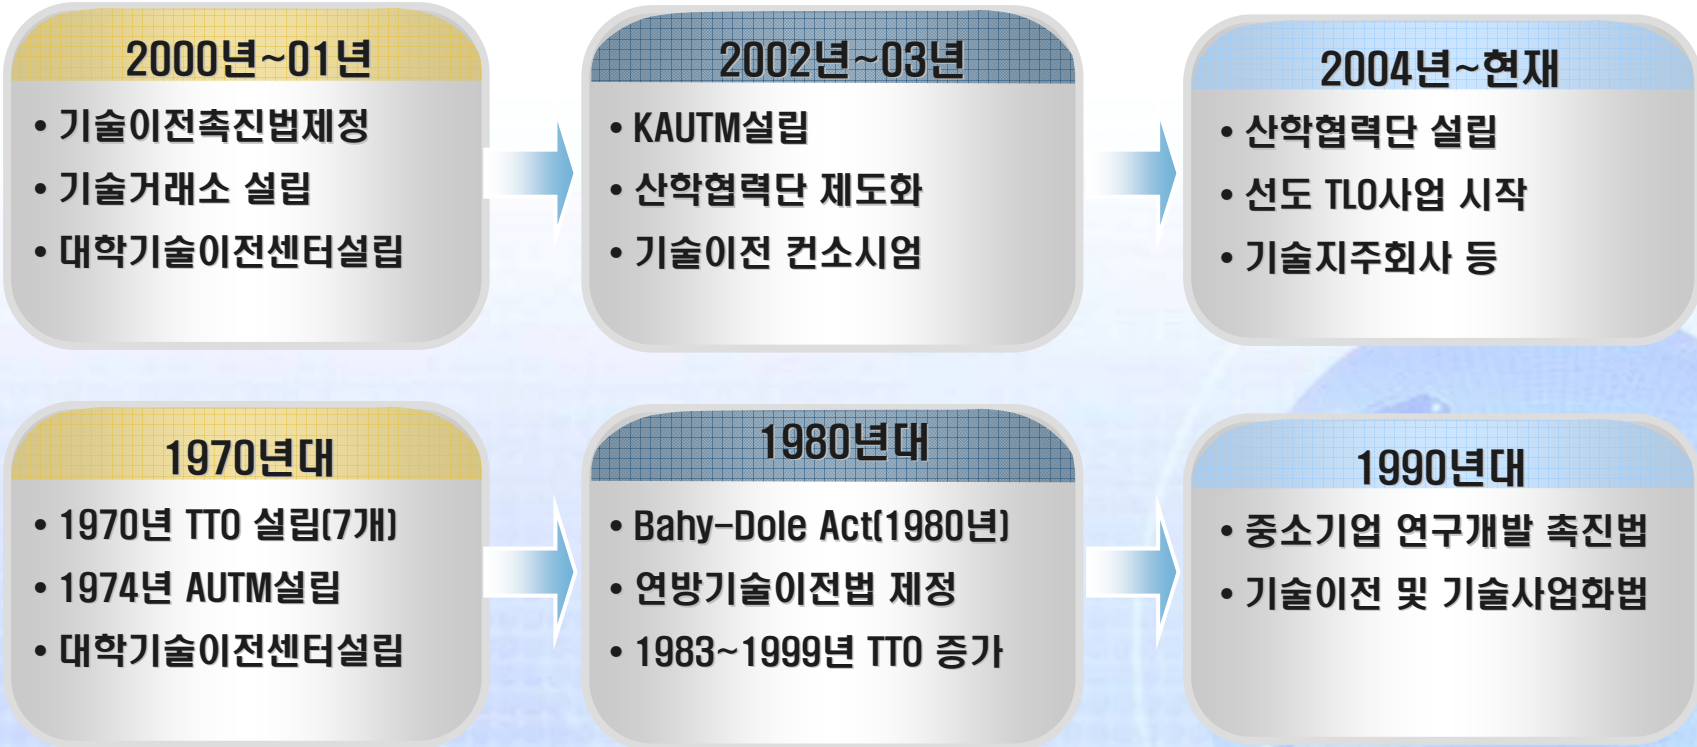 2000년~01년
• 기술이전촉진법제정
• 기술거래소 설립
• 대학기술이전센터설립
2002년~03년
• KAUTM설립
• 산학협력단 제도화
• 기술이전 컨소시엄
2004년~현재
• 산학협력단 설립
• 선도 TLO사업 시작
• 기술지주회사 등
1970년대
• 1970년 TTO 설립(7개)
• 1974년 AUTM설립
• 대학기술이전센터설립
1980년대
• Bahy-Dole Act(1980년)
• 연방기술이전법 제정
• 1983~1999년 TTO 증가
1990년대
• 중소기업 연구개발 촉진법
• 기술이전 및 기술사업화법